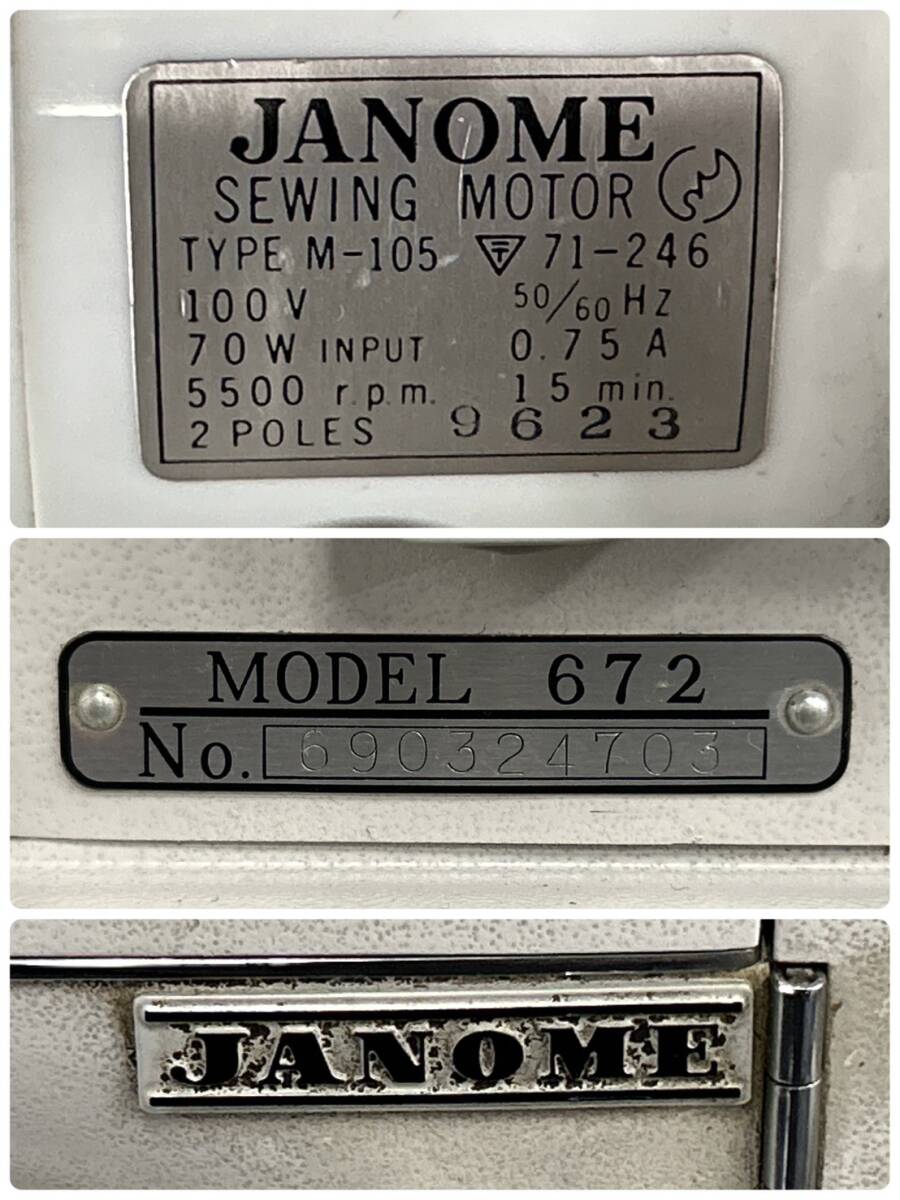 JANOME
SEWING MOTOR
TYPE M-105 71-246
100 V 50/60 HZ
70W INPUT 0.75 A
5500 r.p.m. 15 min.
2 POLES 9623
MODEL 672
No. 690324703
JANOME